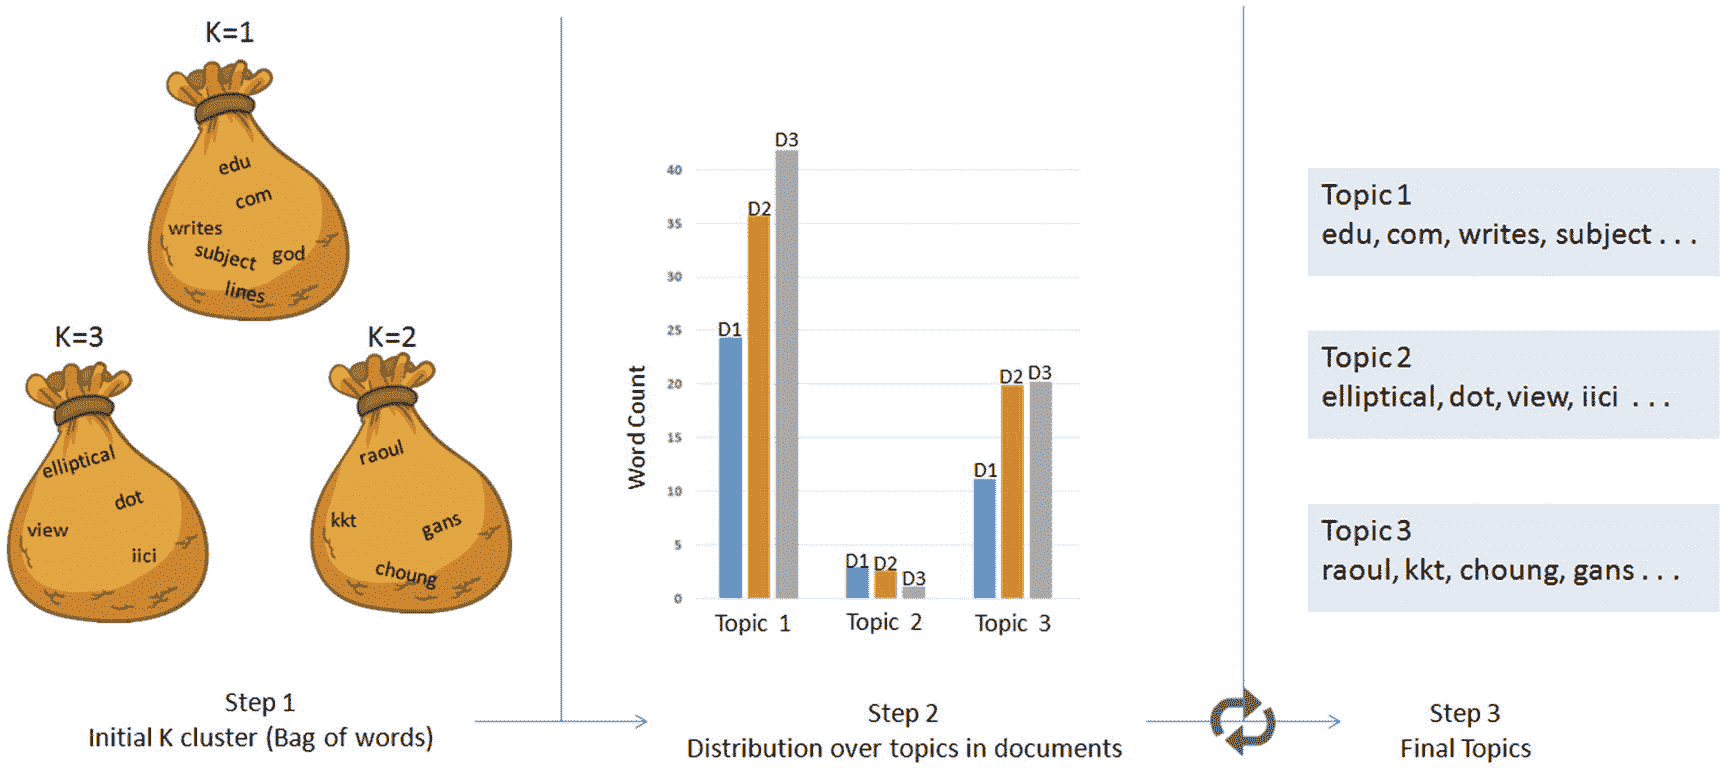 K=1
edu
com
writes
subject
god
lines
K=3
elliptical
dot
view
iici
K=2
raoul
kkt
gans
choung
Step 1
Initial K cluster (Bag of words)
Word Count
40
35
30
25
20
15
10
5
0
D1
D2
D3
D1
D2
D3
D1
D2
D3
Topic 1
Topic 2
Topic 3
Step 2
Distribution over topics in documents
Topic 1
edu, com, writes, subject . . .
Topic 2
elliptical, dot, view, iici . . .
Topic 3
raoul, kkt, choung, gans . . .
Step 3
Final Topics